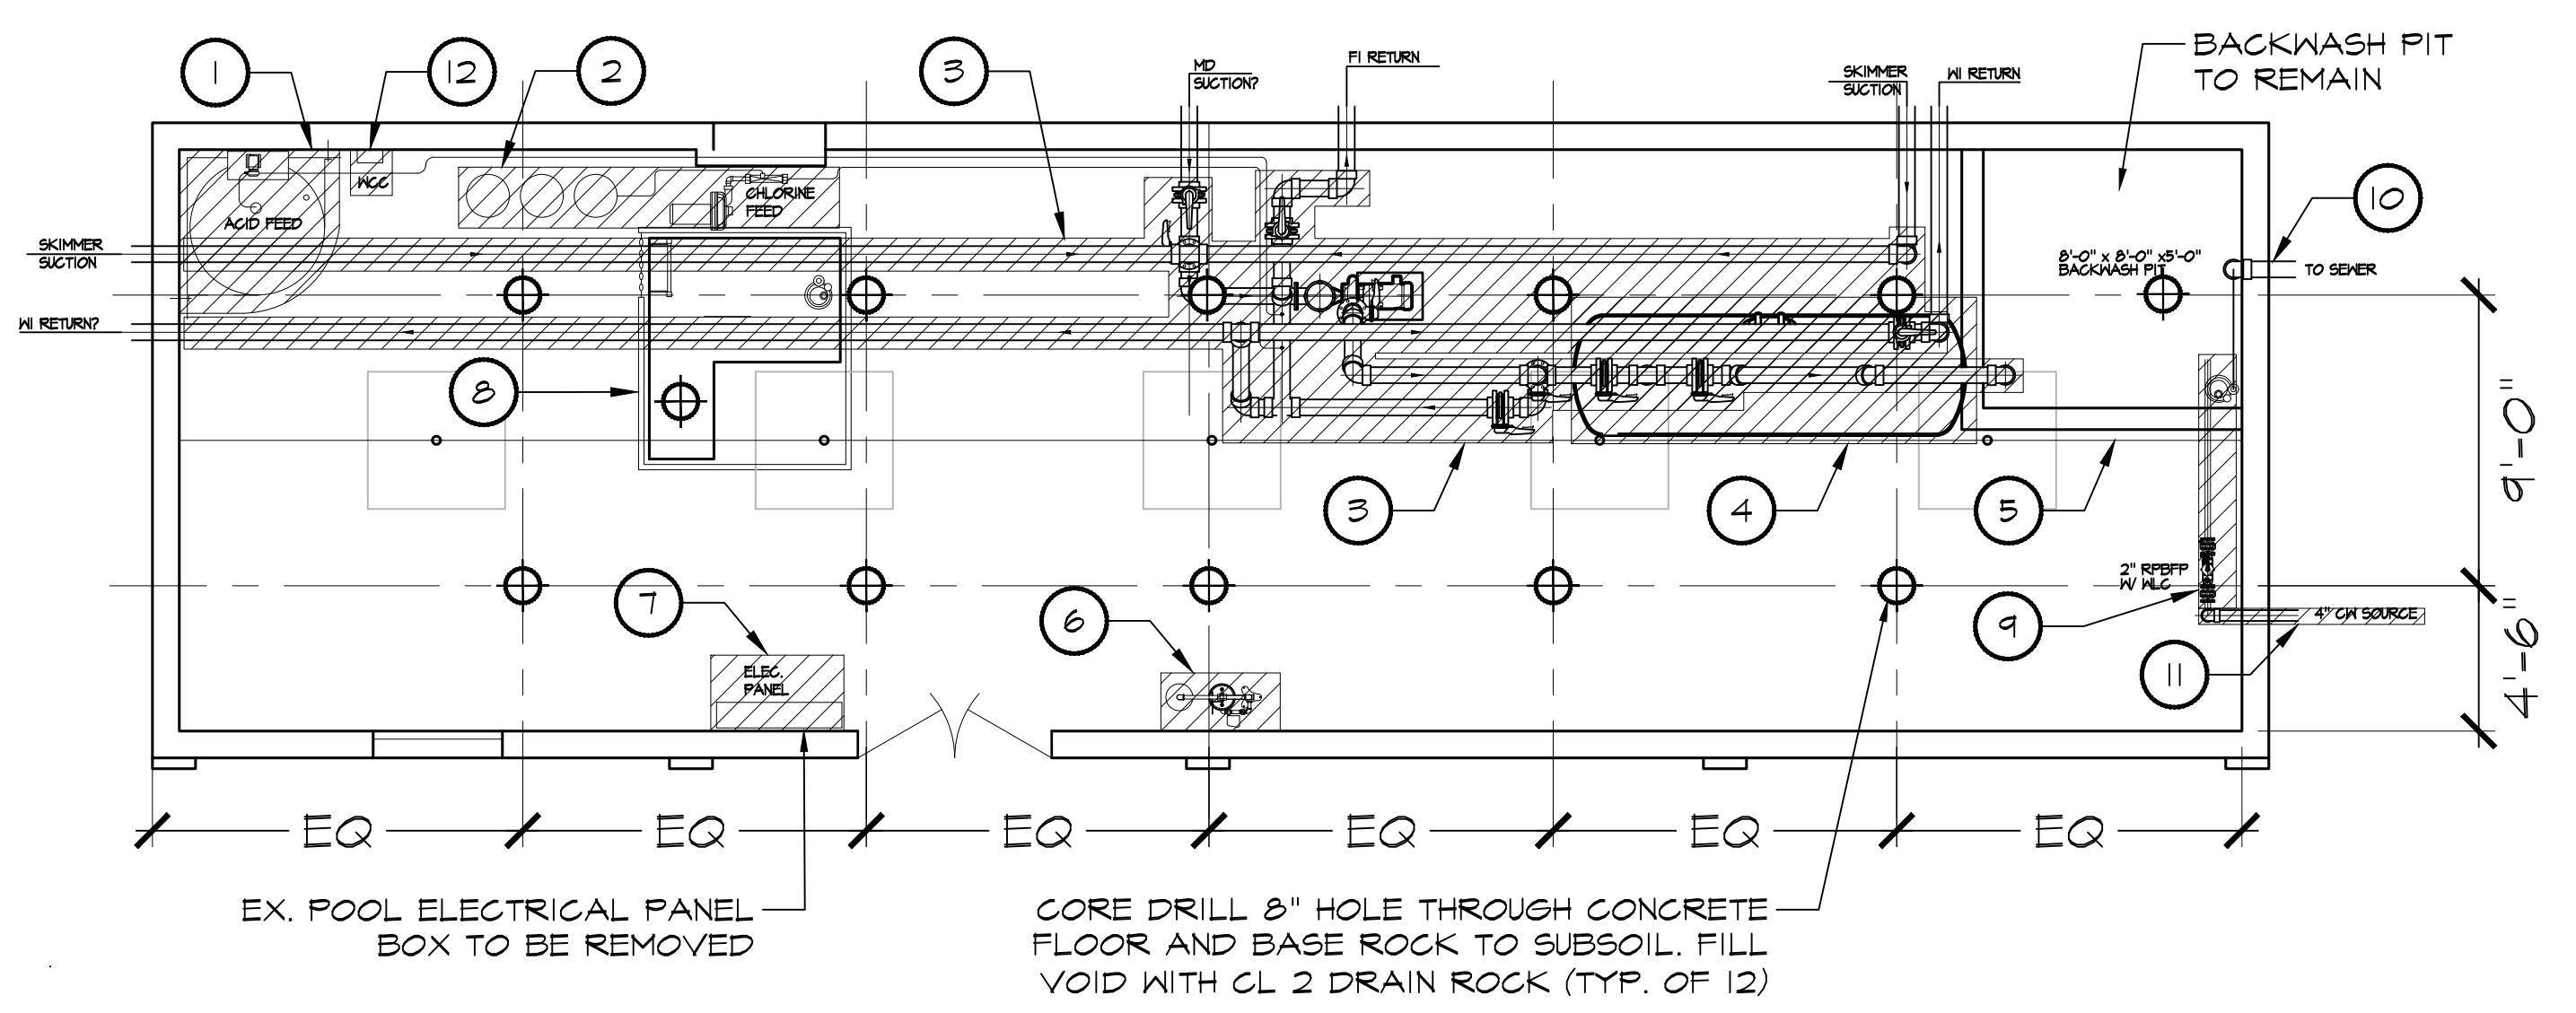 BACKWASH PIT
TO REMAIN
1
12
2
3
MD
SUCTION?
FI RETURN
SKIMMER
SUCTION
WI RETURN
WCC
CHLORINE
FEED
ACID FEED
10
SKIMMER
SUCTION
8'-0" x 8'-0" x5'-0"
BACKWASH PIT
TO SEWER
WI RETURN?
8
3
4
5
9'-0"
2" RPBFP
W/ WLC
7
6
9
4" CW SOURCE
11
4'-6"
ELEC.
PANEL
EQ
EQ
EQ
EQ
EQ
EQ
EX. POOL ELECTRICAL PANEL
BOX TO BE REMOVED
CORE DRILL 8" HOLE THROUGH CONCRETE
FLOOR AND BASE ROCK TO SUBSOIL. FILL
VOID WITH CL 2 DRAIN ROCK (TYP. OF 12)